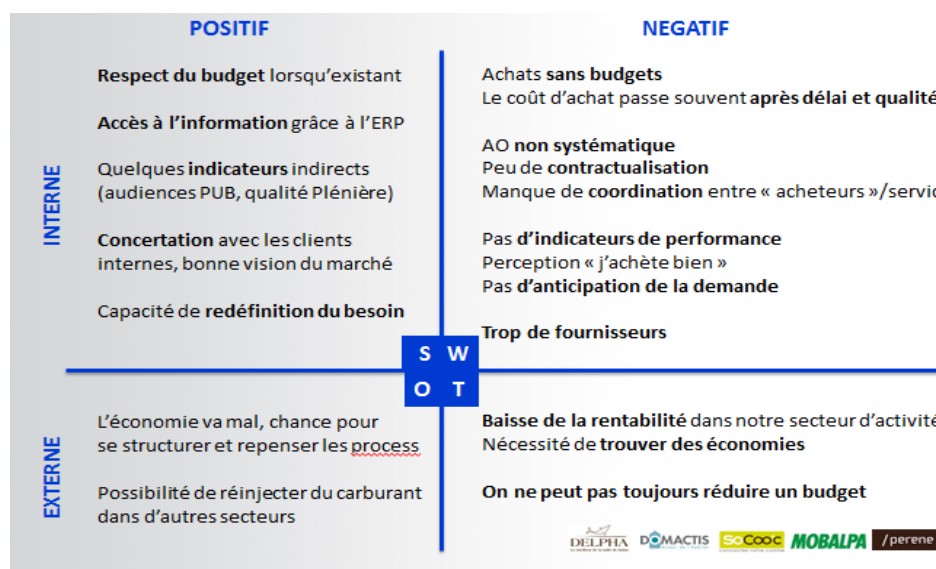 POSITIF
NEGATIF
INTERNE
Respect du budget lorsqu'existant
Accès à l'information grâce à l'ERP
Quelques indicateurs indirects
(audiences PUB, qualité Plénière)
Concertation avec les clients
internes, bonne vision du marché
Capacité de redéfinition du besoin
Achats sans budgets
Le coût d'achat passe souvent après délai et qualité
AO non systématique
Peu de contractualisation
Manque de coordination entre « acheteurs »/servic
Pas d'indicateurs de performance
Perception « j'achète bien »
Pas d'anticipation de la demande
Trop de fournisseurs
S W
O T
EXTERNE
L'économie va mal, chance pour
se structurer et repenser les process
Possibilité de réinjecter du carburant
dans d'autres secteurs
Baisse de la rentabilité dans notre secteur d'activité
Nécessité de trouver des économies
On ne peut pas toujours réduire un budget
DELPHA
DOMACTIS
SoCooc
MOBALPA
/perene